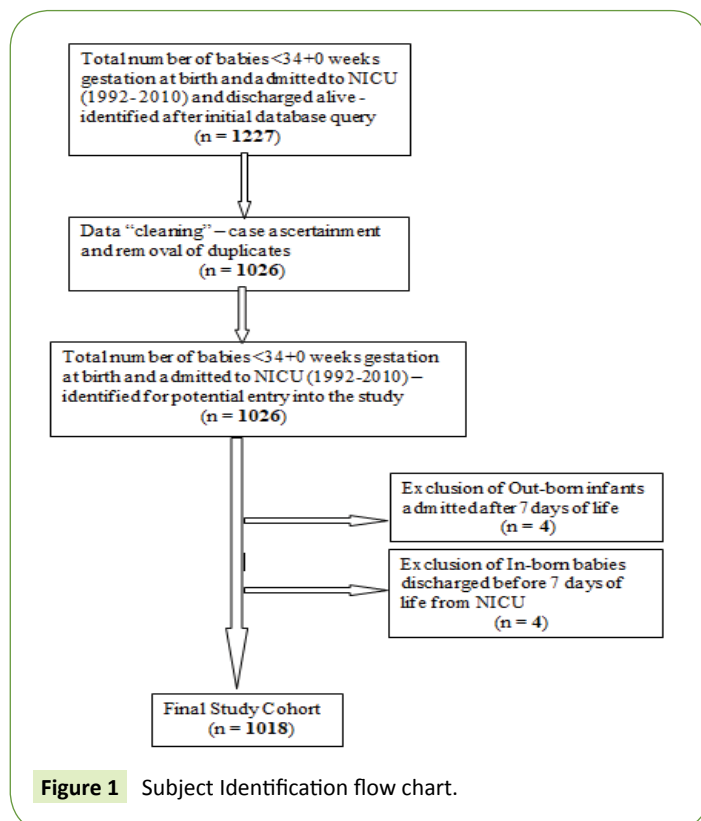 Total number of babies <34+0 weeks
gestation at birth and admitted to NICU
(1992-2010) and discharged alive -
identified after initial database query
(n = 1227)
Data “cleaning” – case ascertainment
and removal of duplicates
(n = 1026)
Total number of babies <34+0 weeks gestation
at birth and admitted to NICU (1992-2010) –
identified for potential entry into the study
(n = 1026)
Exclusion of Out-born infants
admitted after 7 days of life
(n = 4)
Exclusion of In-born babies
discharged before 7 days of
life from NICU
(n = 4)
Final Study Cohort
(n = 1018)
Figure 1 Subject Identification flow chart.